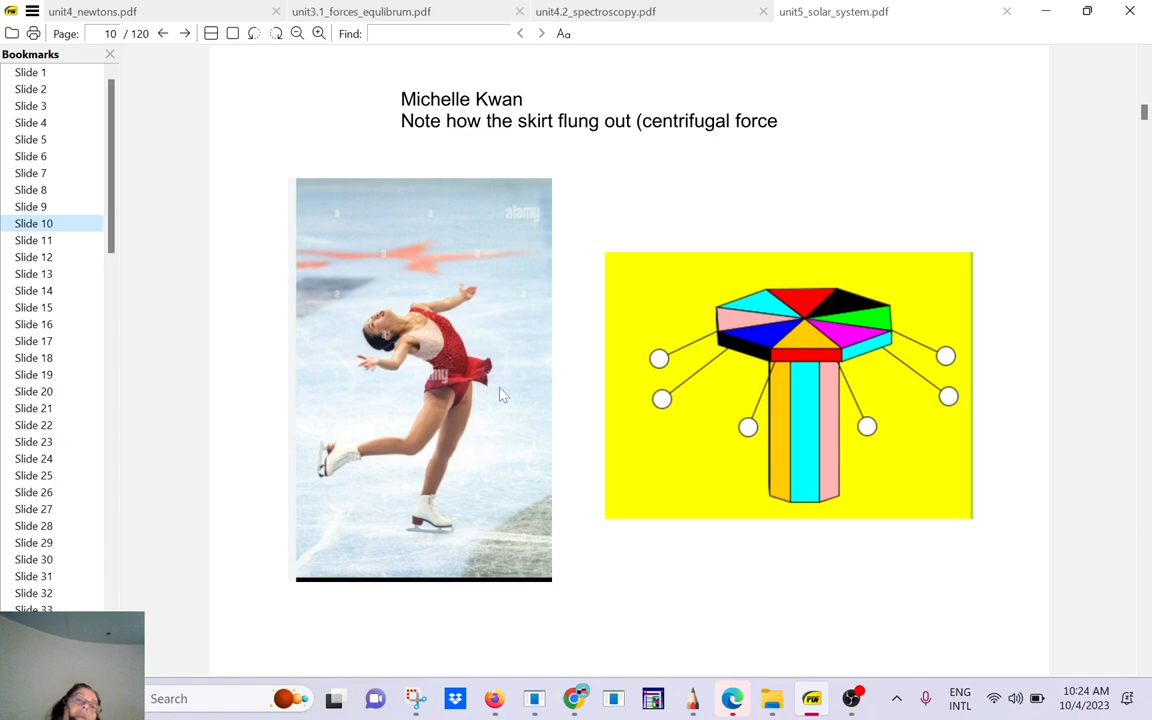 unit4_newtons.pdf
unit3.1_forces_equlibrum.pdf
unit4.2_spectroscopy.pdf
unit5_solar_system.pdf
Page: 10 / 120
Find:
Aa
Bookmarks
Slide 1
Slide 2
Slide 3
Slide 4
Slide 5
Slide 6
Slide 7
Slide 8
Slide 9
Slide 10
Slide 11
Slide 12
Slide 13
Slide 14
Slide 15
Slide 16
Slide 17
Slide 18
Slide 19
Slide 20
Slide 21
Slide 22
Slide 23
Slide 24
Slide 25
Slide 26
Slide 27
Slide 28
Slide 29
Slide 30
Slide 31
Slide 32
Slide 33
Michelle Kwan
Note how the skirt flung out (centrifugal force
alamy
Search
ENG
INTL
10:24 AM
10/4/2023